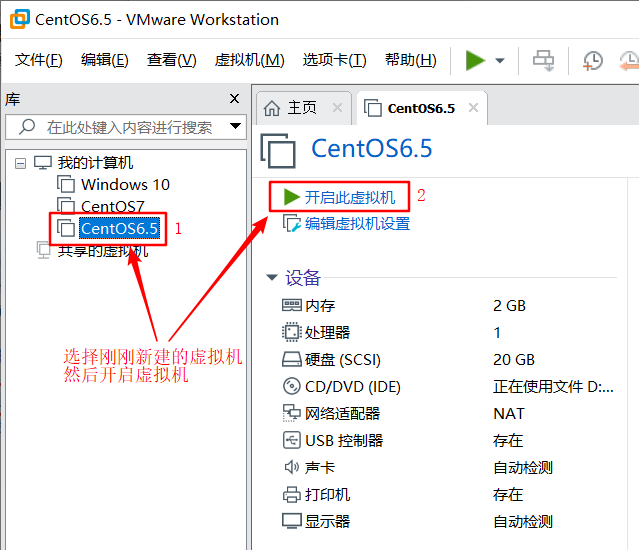 CentOS6.5 - VMware Workstation
文件(F) 编辑(E) 查看(V) 虚拟机(M) 选项卡(T) 帮助(H)
库
主页
CentOS6.5
在此处键入内容进行搜索
CentOS6.5
我的计算机
Windows 10
CentOS7
CentOS6.5
1
共享的虚拟机
开启此虚拟机
2
编辑虚拟机设置
选择刚刚新建的虚拟机
然后开启虚拟机
设备
内存 2 GB
处理器 1
硬盘 (SCSI) 20 GB
CD/DVD (IDE) 正在使用文件 D:...
网络适配器 NAT
USB 控制器 存在
声卡 自动检测
打印机 存在
显示器 自动检测